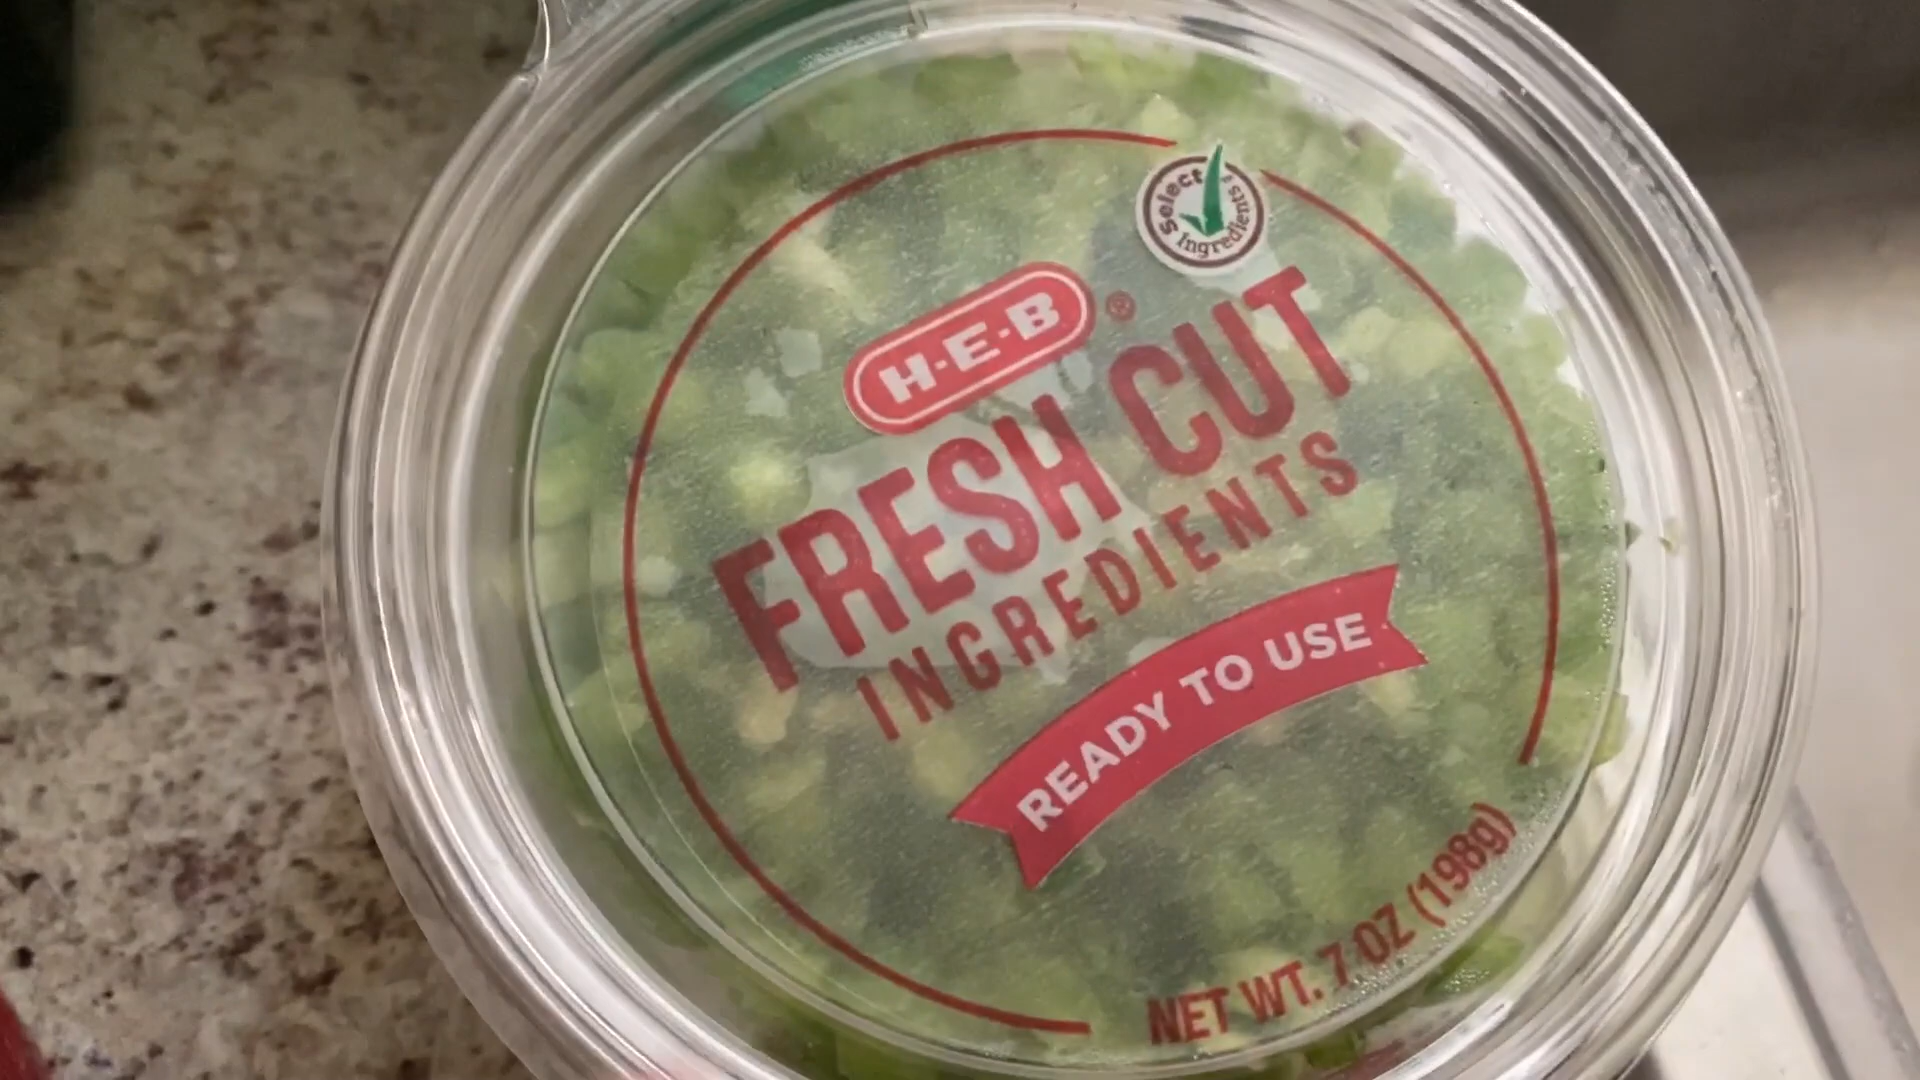 Select
Ingredients
H-E-B®
FRESH CUT
INGREDIENTS
READY TO USE
NET WT. 7 OZ (198g)